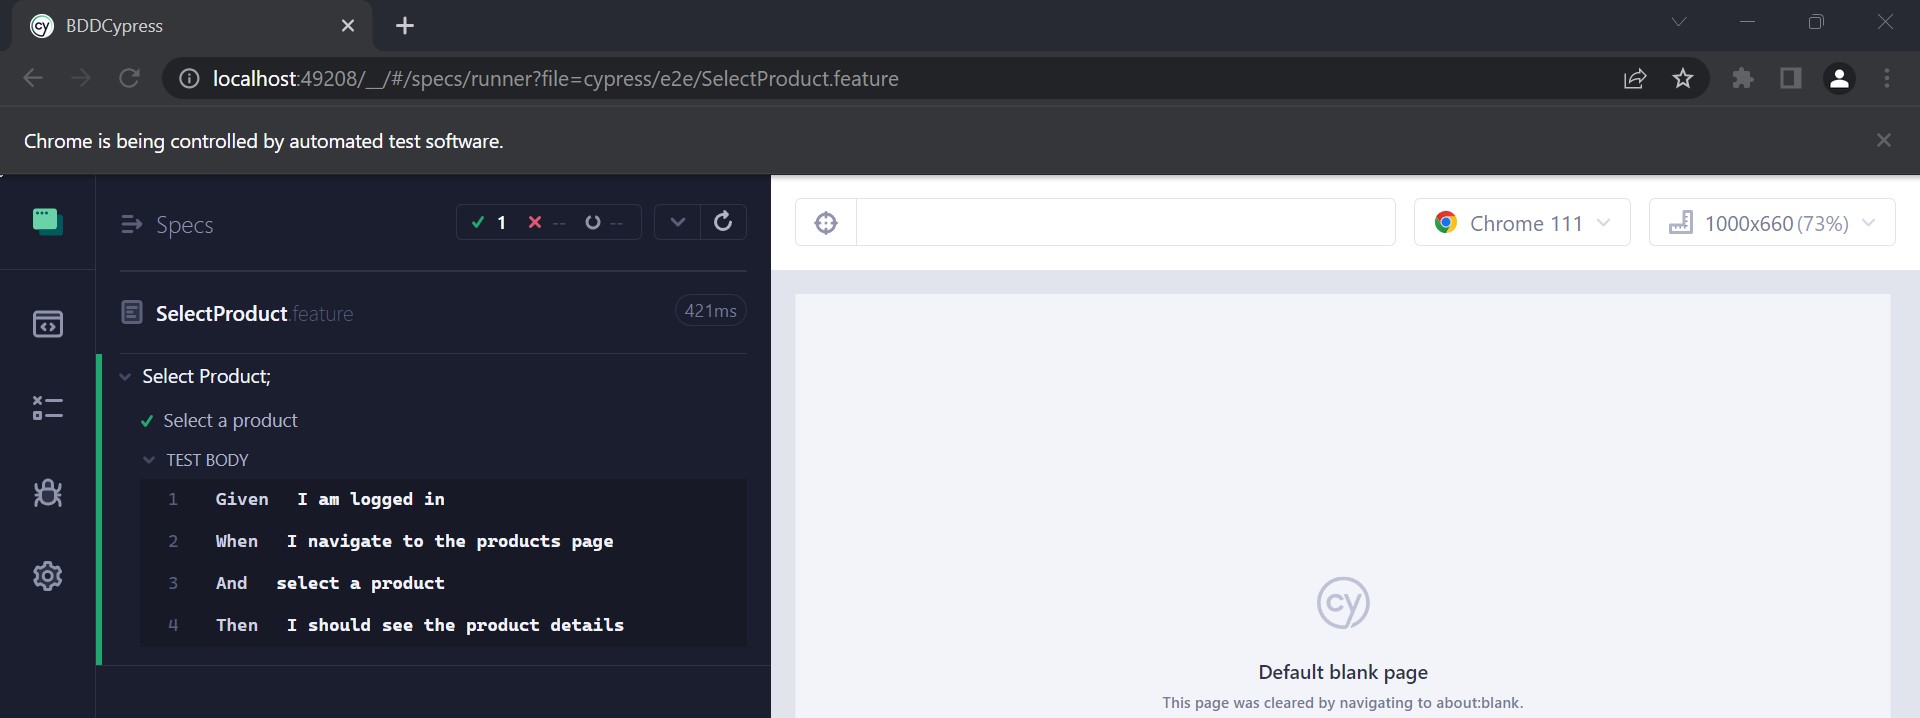 cy BDDCypress
localhost:49208/__/#/specs/runner?file=cypress/e2e/SelectProduct.feature
Chrome is being controlled by automated test software.
Specs 1 -- --
Chrome 111 1000x660 (73%)
SelectProduct.feature 421ms
Select Product;
Select a product
TEST BODY
1 Given I am logged in
2 When I navigate to the products page
3 And select a product
4 Then I should see the product details
cy
Default blank page
This page was cleared by navigating to about:blank.